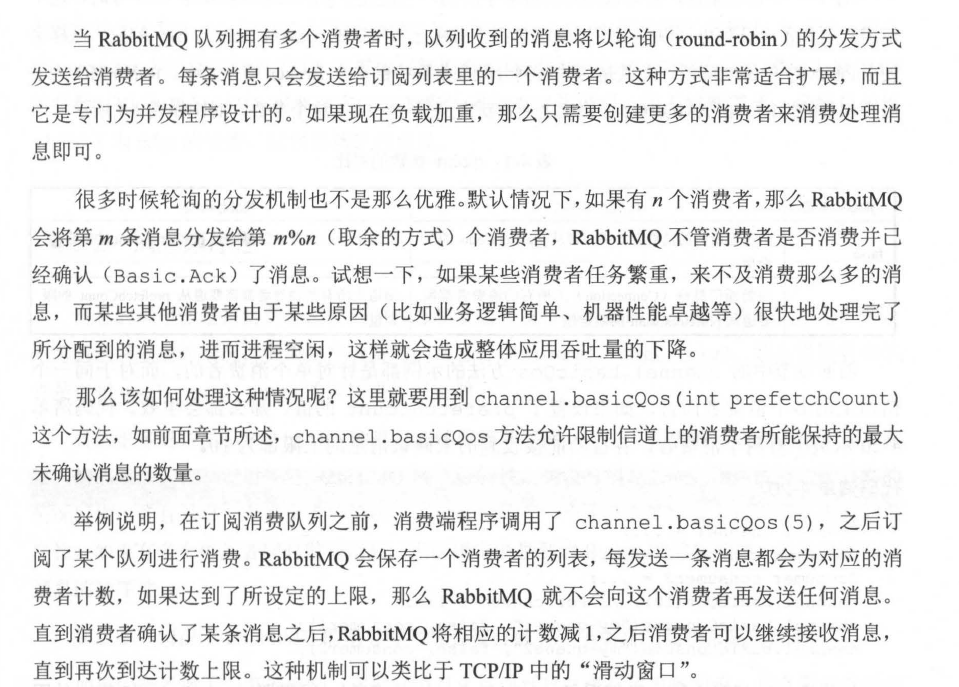 当 RabbitMQ 队列拥有多个消费者时，队列收到的消息将以轮询（round-robin）的分发方式
发送给消费者。每条消息只会发送给订阅列表里的一个消费者。这种方式非常适合扩展，而且
它是专门为并发程序设计的。如果现在负载加重，那么只需要创建更多的消费者来消费处理消
息即可。
很多时候轮询的分发机制也不是那么优雅。默认情况下，如果有 n 个消费者，那么 RabbitMQ
会将第 m 条消息分发给第 m%n（取余的方式）个消费者，RabbitMQ 不管消费者是否消费并已
经确认（Basic.Ack）了消息。试想一下，如果某些消费者任务繁重，来不及消费那么多的消
息，而某些其他消费者由于某些原因（比如业务逻辑简单、机器性能卓越等）很快地处理完了
所分配到的消息，进而进程空闲，这样就会造成整体应用吞吐量的下降。
那么该如何处理这种情况呢？这里就要用到 channel.basicQos(int prefetchCount)
这个方法，如前面章节所述，channel.basicQos 方法允许限制信道上的消费者所能保持的最大
未确认消息的数量。
举例说明，在订阅消费队列之前，消费端程序调用了 channel.basicQos(5)，之后订
阅了某个队列进行消费。RabbitMQ 会保存一个消费者的列表，每发送一条消息都会为对应的消
费者计数，如果达到了所设定的上限，那么 RabbitMQ 就不会向这个消费者再发送任何消息。
直到消费者确认了某条消息之后，RabbitMQ 将相应的计数减 1，之后消费者可以继续接收消息，
直到再次到达计数上限。这种机制可以类比于 TCP/IP 中的“滑动窗口”。